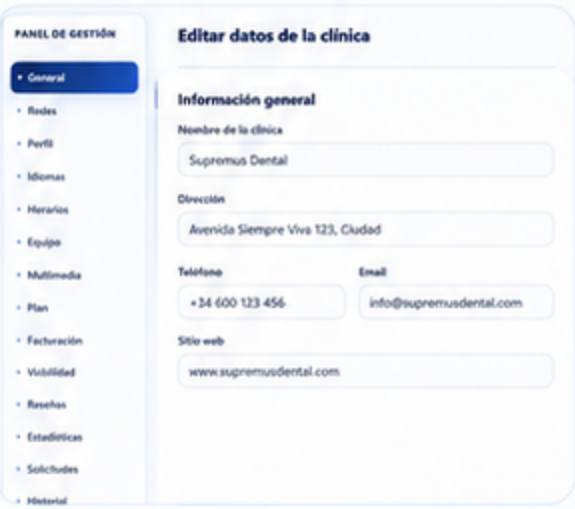 PANEL DE GESTIÓN
General
Redes
Perfil
Idiomas
Horarios
Equipo
Multimedia
Plan
Facturación
Visibilidad
Reseñas
Estadísticas
Solicitudes
Historial
Editar datos de la clínica
Información general
Nombre de la clínica
Supremus Dental
Dirección
Avenida Siempre Viva 123, Ciudad
Teléfono Email
+34 600 123 456 info@supremusdental.com
Sitio web
www.supremusdental.com